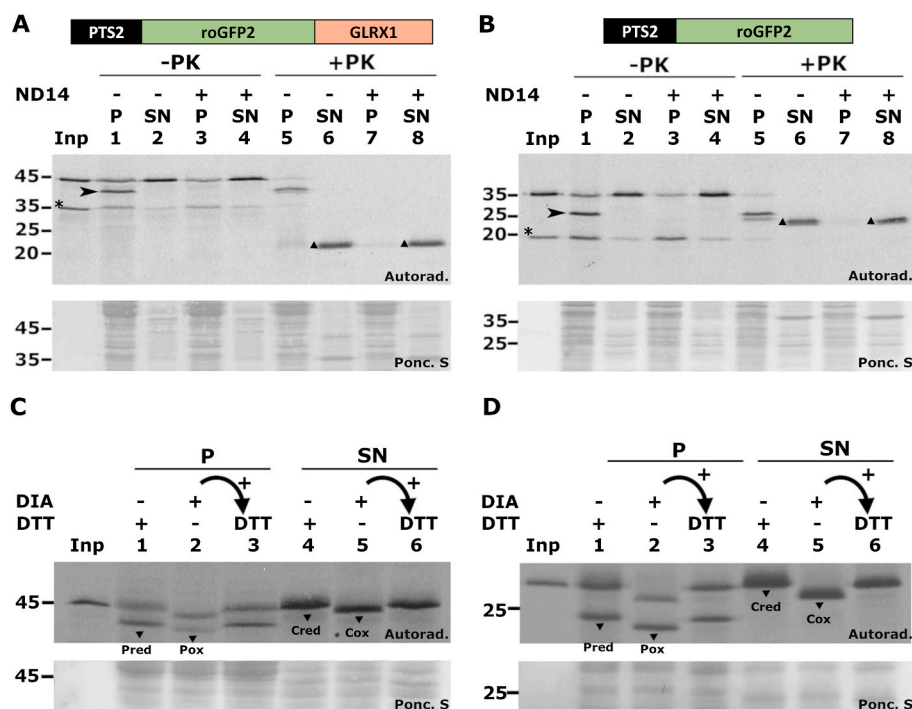 A
PTS2 roGFP2 GLRX1
-PK +PK
ND14 - - + + - - + +
P SN P SN P SN P SN
Inp 1 2 3 4 5 6 7 8
45
*
35
25
20
Autorad.
45
35
Ponc. S
B
PTS2 roGFP2
-PK +PK
ND14 - - + + - - + +
P SN P SN P SN P SN
Inp 1 2 3 4 5 6 7 8
35
25
*
20
Autorad.
35
25
Ponc. S
C
P SN
+ +
DIA - + - +
DTT + - DTT + - DTT
Inp 1 2 3 4 5 6
45
Cred Cox
Autorad.
Pred Pox
45
Ponc. S
D
P SN
+ +
DIA - + - +
DTT + - DTT + - DTT
Inp 1 2 3 4 5 6
25
Cred Cox
Autorad.
Pred Pox
25
Ponc. S